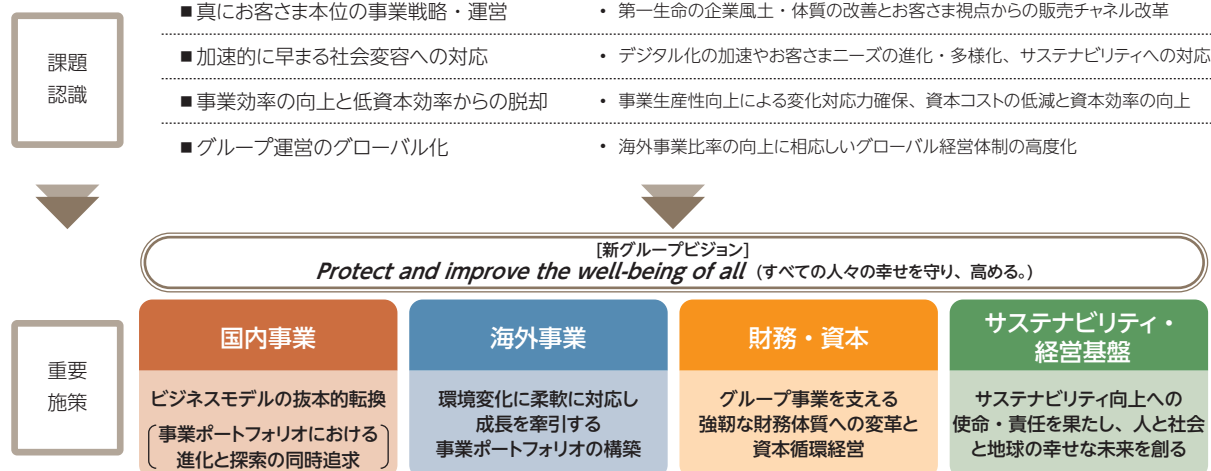 ■真にお客さま本位の事業戦略・運営
• 第一生命の企業風土・体質の改善とお客さま視点からの販売チャネル改革
課題
認識
■加速的に早まる社会変容への対応
• デジタル化の加速やお客さまニーズの進化・多様化、サステナビリティへの対応
■事業効率の向上と低資本効率からの脱却
• 事業生産性向上による変化対応力確保、資本コストの低減と資本効率の向上
■グループ運営のグローバル化
• 海外事業比率の向上に相応しいグローバル経営体制の高度化
[新グループビジョン]
Protect and improve the well-being of all (すべての人々の幸せを守り、高める。)
重要
施策
国内事業
ビジネスモデルの抜本的転換
事業ポートフォリオにおける
進化と探索の同時追求
海外事業
環境変化に柔軟に対応し
成長を牽引する
事業ポートフォリオの構築
財務・資本
グループ事業を支える
強靭な財務体質への変革と
資本循環経営
サステナビリティ・
経営基盤
サステナビリティ向上への
使命・責任を果たし、人と社会
と地球の幸せな未来を創る